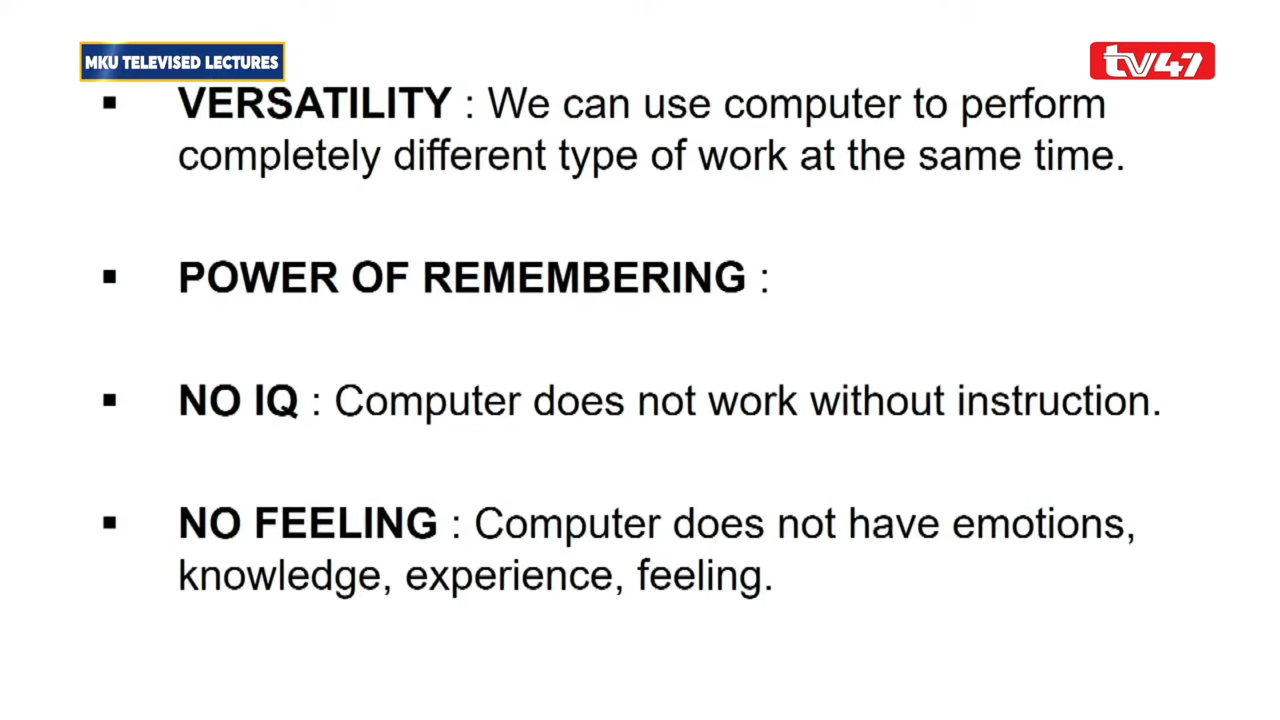 MKU TELEVISED LECTURES
tv47
▪ VERSATILITY : We can use computer to perform
completely different type of work at the same time.
▪ POWER OF REMEMBERING :
▪ NO IQ : Computer does not work without instruction.
▪ NO FEELING : Computer does not have emotions,
knowledge, experience, feeling.